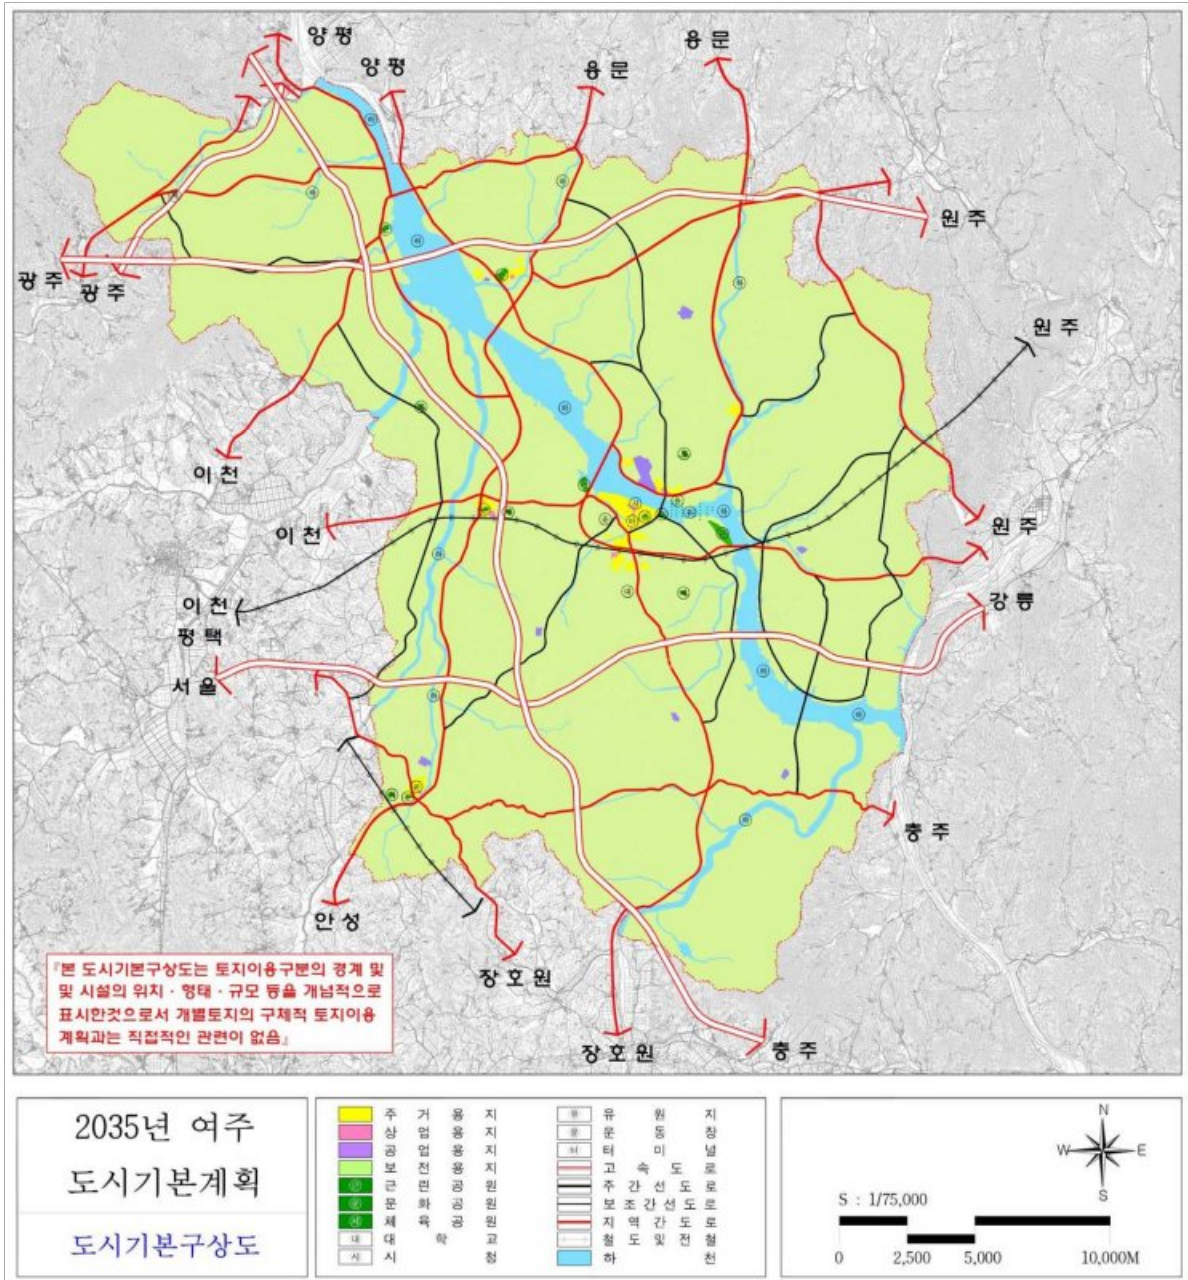 양평
용문
양평
용문
원주
광주
광주
원주
이천
이천
원주
이천
강릉
평택
서울
충주
안성
장호원
『본 도시기본구상도는 토지이용구분의 경계 및
및 시설의 위치·형태·규모 등을 개념적으로
표시한것으로서 개별토지의 구체적 토지이용
계획과는 직접적인 관련이 없음』
장호원
충주
2035년 여주
도시기본계획
도시기본구상도
주거용지
상업용지
공업용지
보전용지
근린공원
문화공원
체육공원
대 대학교
시 시청
유원지
운동장
터미널
고속도로
주간선도로
보조간선도로
지역간도로
철도및전철
하천
N
W E
S
S : 1/75,000
0 2,500 5,000 10,000M